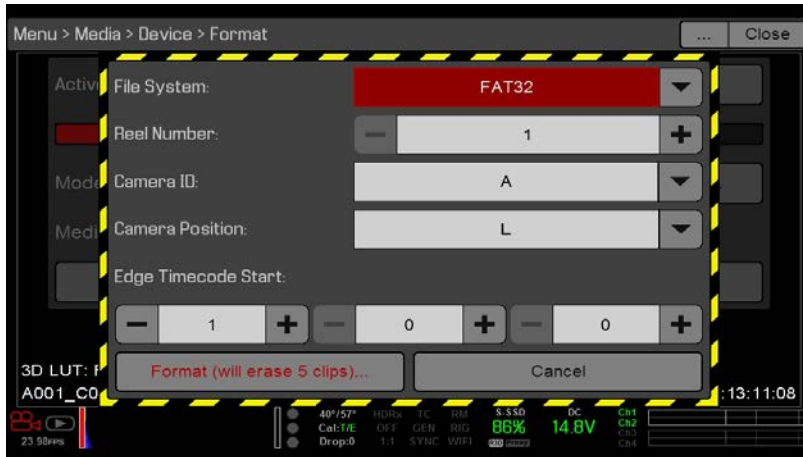 Menu > Media > Device > Format ... Close
File System: FAT32
Reel Number: − 1 +
Camera ID: A
Camera Position: L
Edge Timecode Start:
− 1 + − 0 + − 0 +
Format (will erase 5 clips)... Cancel
3D LUT: F
A001_C0 :13:11:08
40°/57° HDRx TC RM S.SSD DC Ch1
Cal:T/E OFF GEN RIG 86% 14.8V Ch2
Ch3
23.98FPS Drop:0 1:1 SYNC WIFI R3D Ch4